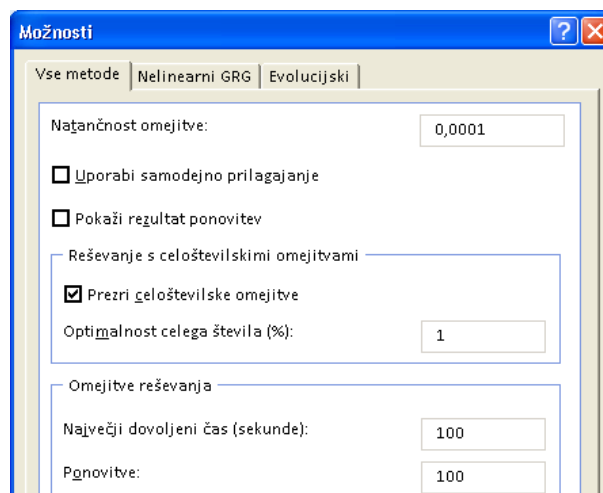 Možnosti
Vse metode Nelinearni GRG Evolucijski
Natančnost omejitve: 0,0001
Uporabi samodejno prilagajanje
Pokaži rezultat ponovitev
Reševanje s celoštevilskimi omejitvami
Prezri celoštevilske omejitve
Optimalnost celega števila (%): 1
Omejitve reševanja
Največji dovoljeni čas (sekunde): 100
Ponovitve: 100